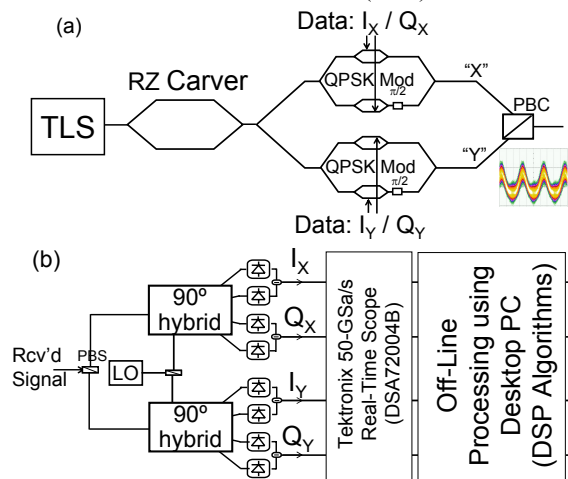 (a)
Data: I_X / Q_X
RZ Carver
TLS
QPSK Mod
π/2
"X"
PBC
QPSK Mod
π/2
"Y"
Data: I_Y / Q_Y
(b)
90º
hybrid
I_X
Q_X
Rcv'd
Signal
PBS
LO
90º
hybrid
I_Y
Q_Y
Tektronix 50-GSa/s
Real-Time Scope
(DSA72004B)
Off-Line
Processing using
Desktop PC
(DSP Algorithms)